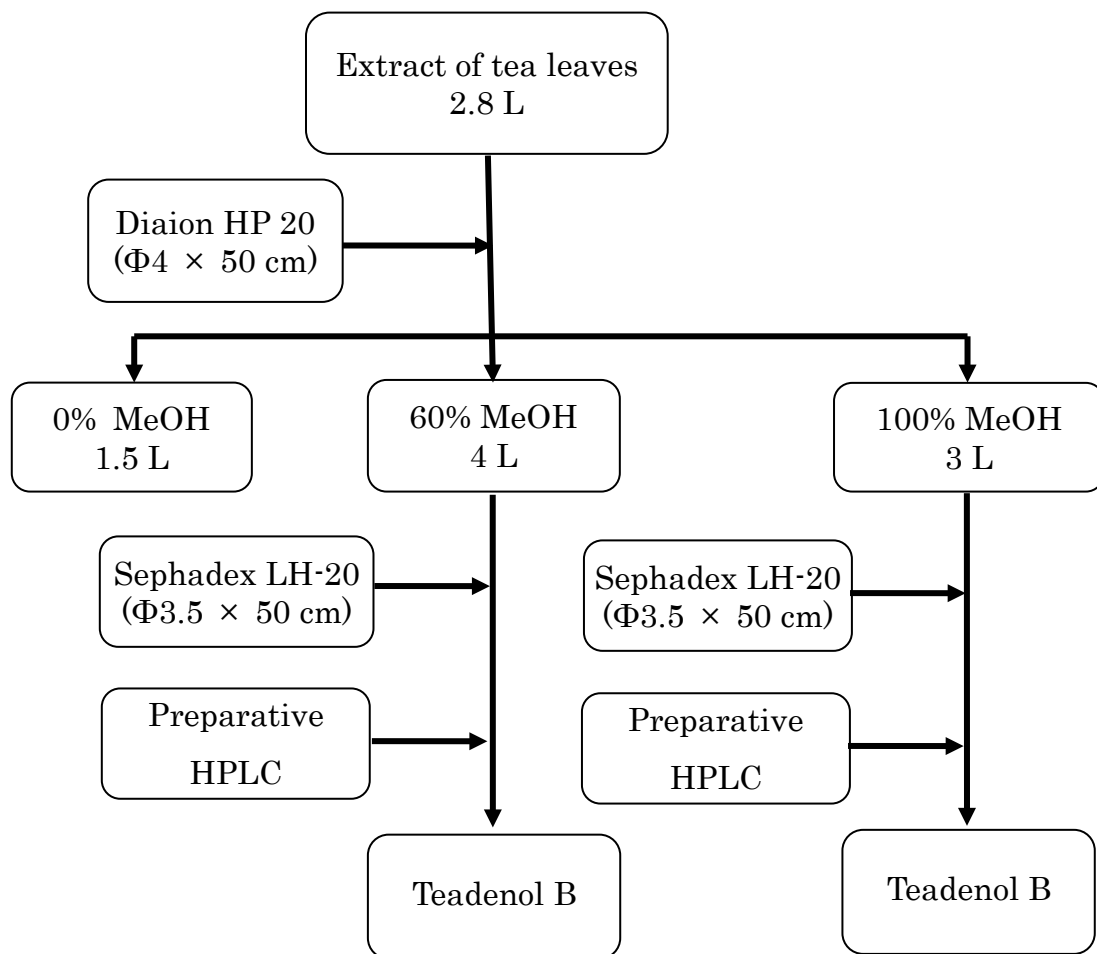 Extract of tea leaves
2.8 L
Diaion HP 20
(Φ4 × 50 cm)
0% MeOH
1.5 L
60% MeOH
4 L
100% MeOH
3 L
Sephadex LH-20
(Φ3.5 × 50 cm)
Sephadex LH-20
(Φ3.5 × 50 cm)
Preparative
HPLC
Preparative
HPLC
Teadenol B
Teadenol B